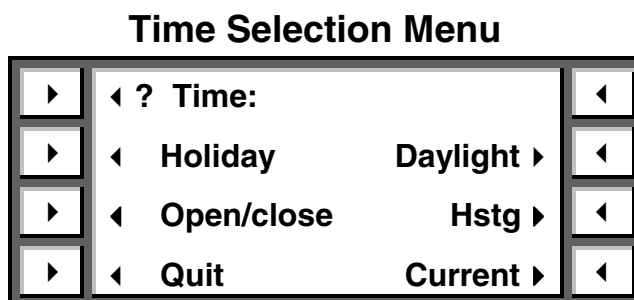 Time Selection Menu
? Time:
Holiday Daylight
Open/close Hstg
Quit Current